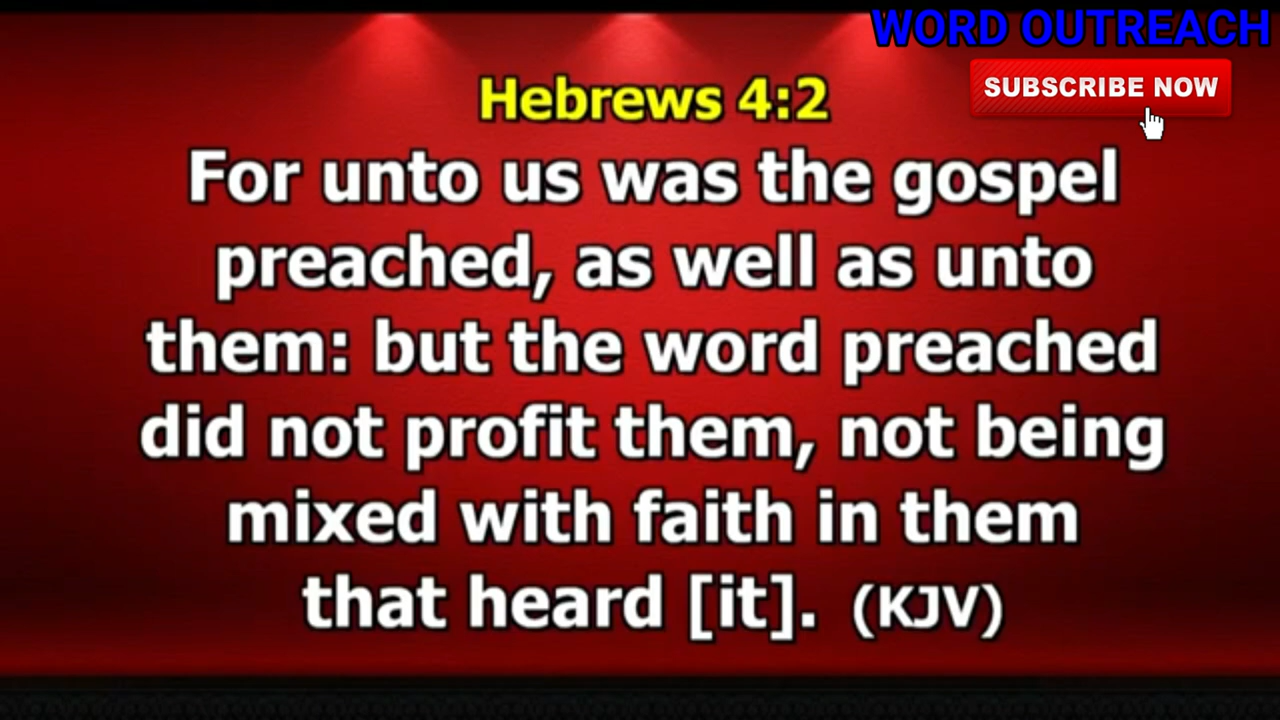 WORD OUTREACH
SUBSCRIBE NOW
Hebrews 4:2
For unto us was the gospel
preached, as well as unto
them: but the word preached
did not profit them, not being
mixed with faith in them
that heard [it]. (KJV)